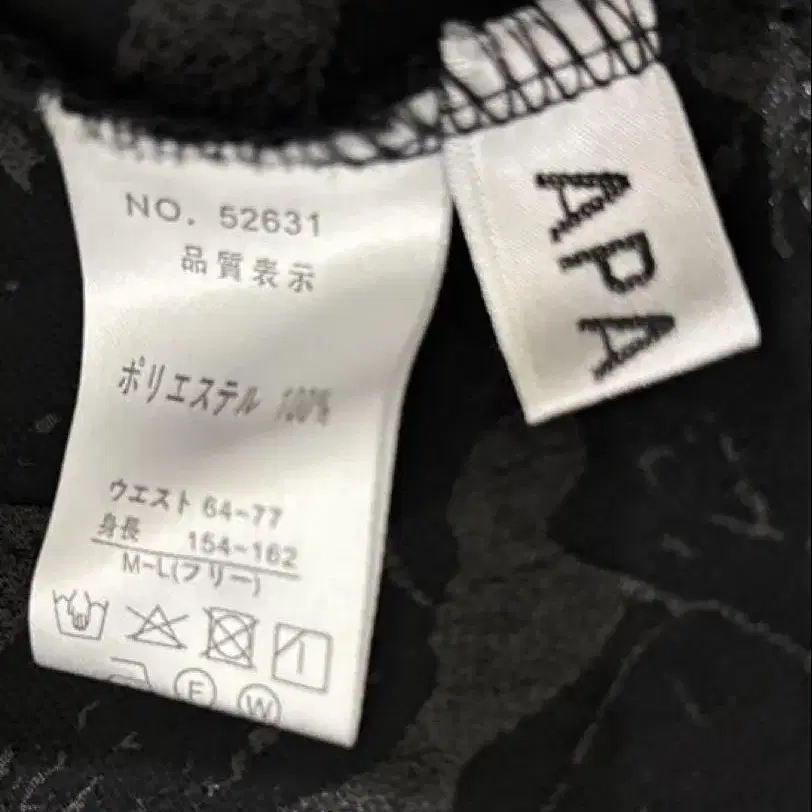 NO. 52631
品質表示
ポリエステル 100%
ウエスト 64~77
身長 154~162
M~L(フリー)
F W
APA